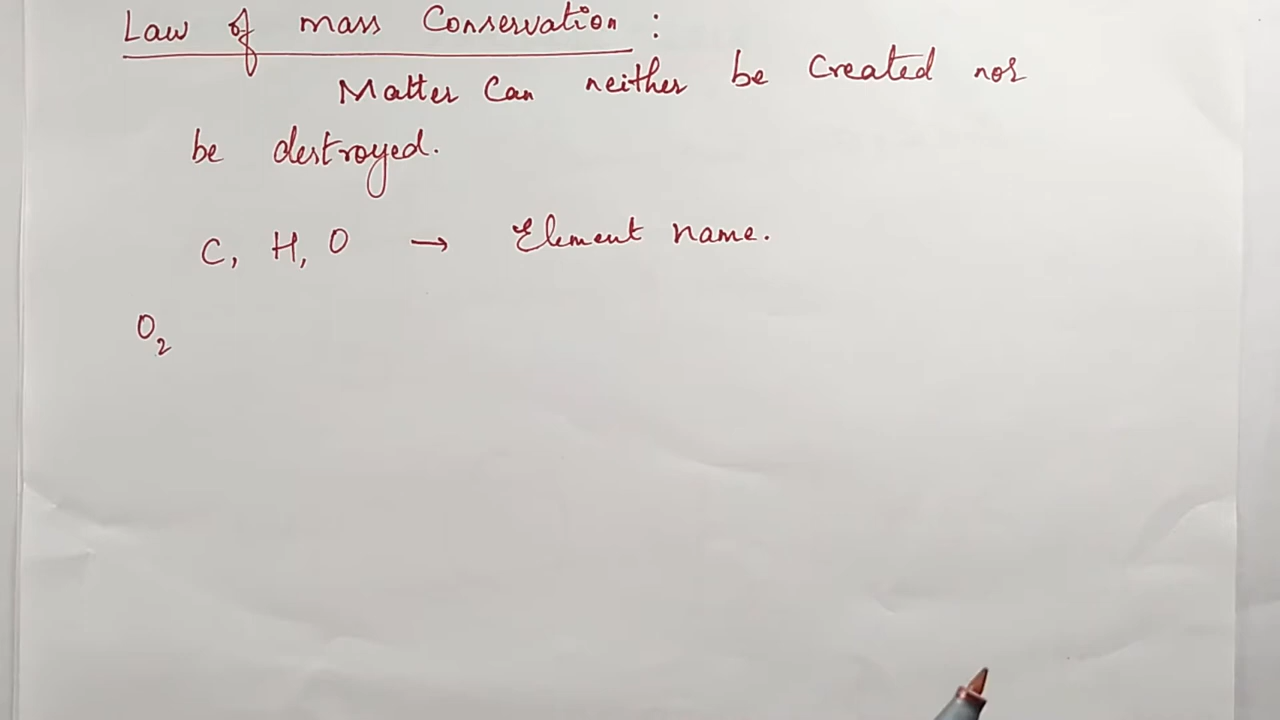 Law of mass Conservation :
Matter Can neither be Created nor
be destroyed.
C, H, O → Element name.
O₂